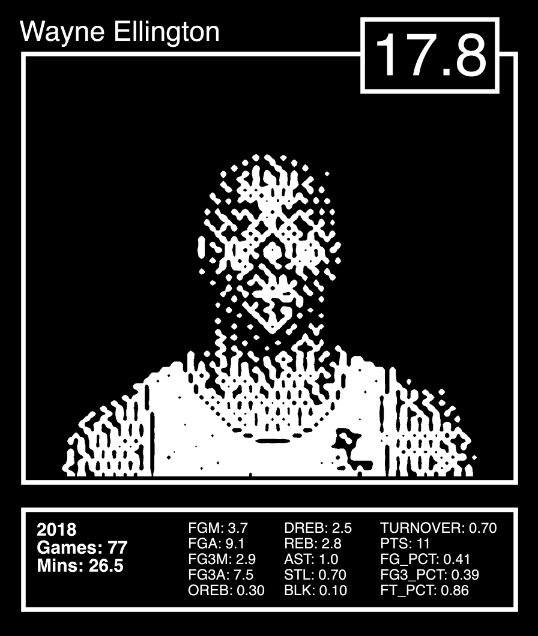 Wayne Ellington
17.8
2018
Games: 77
Mins: 26.5
FGM: 3.7
FGA: 9.1
FG3M: 2.9
FG3A: 7.5
OREB: 0.30
DREB: 2.5
REB: 2.8
AST: 1.0
STL: 0.70
BLK: 0.10
TURNOVER: 0.70
PTS: 11
FG_PCT: 0.41
FG3_PCT: 0.39
FT_PCT: 0.86